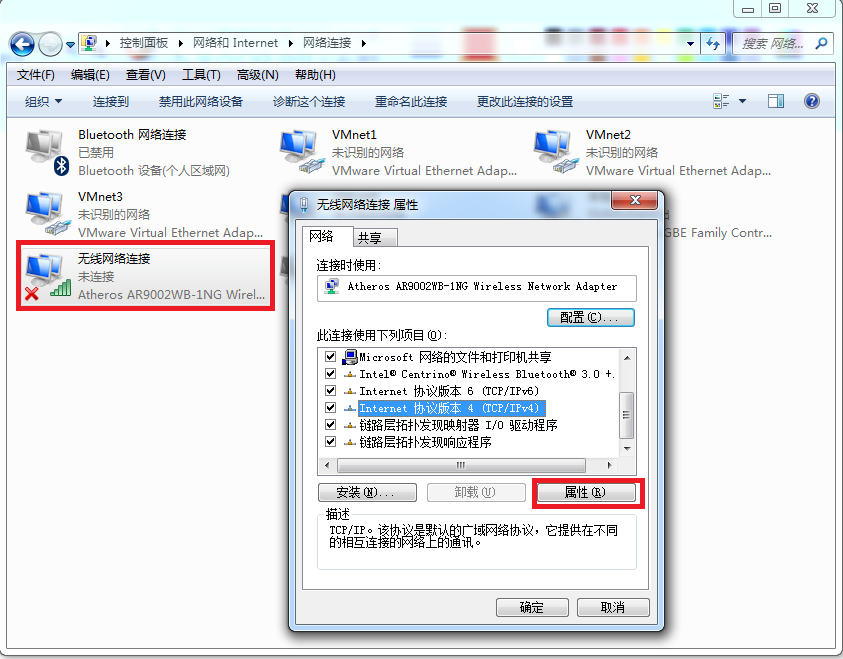 控制面板 ▸ 网络和 Internet ▸ 网络连接 ▸
搜索 网络...
文件(F) 编辑(E) 查看(V) 工具(T) 高级(N) 帮助(H)
组织 连接到 禁用此网络设备 诊断这个连接 重命名此连接 更改此连接的设置
Bluetooth 网络连接
已禁用
Bluetooth 设备(个人区域网)
VMnet1
未识别的网络
VMware Virtual Ethernet Adap...
VMnet2
未识别的网络
VMware Virtual Ethernet Adap...
VMnet3
未识别的网络
VMware Virtual Ethernet Adap...
GBE Family Contr...
无线网络连接
未连接
Atheros AR9002WB-1NG Wirel...
无线网络连接 属性
网络 共享
连接时使用:
Atheros AR9002WB-1NG Wireless Network Adapter
配置(C)...
此连接使用下列项目(O):
Microsoft 网络的文件和打印机共享
Intel® Centrino® Wireless Bluetooth® 3.0 +.
Internet 协议版本 6 (TCP/IPv6)
Internet 协议版本 4 (TCP/IPv4)
链路层拓扑发现映射器 I/O 驱动程序
链路层拓扑发现响应程序
安装(N)... 卸载(U) 属性(R)
描述
TCP/IP。该协议是默认的广域网络协议，它提供在不同
的相互连接的网络上的通讯。
确定 取消